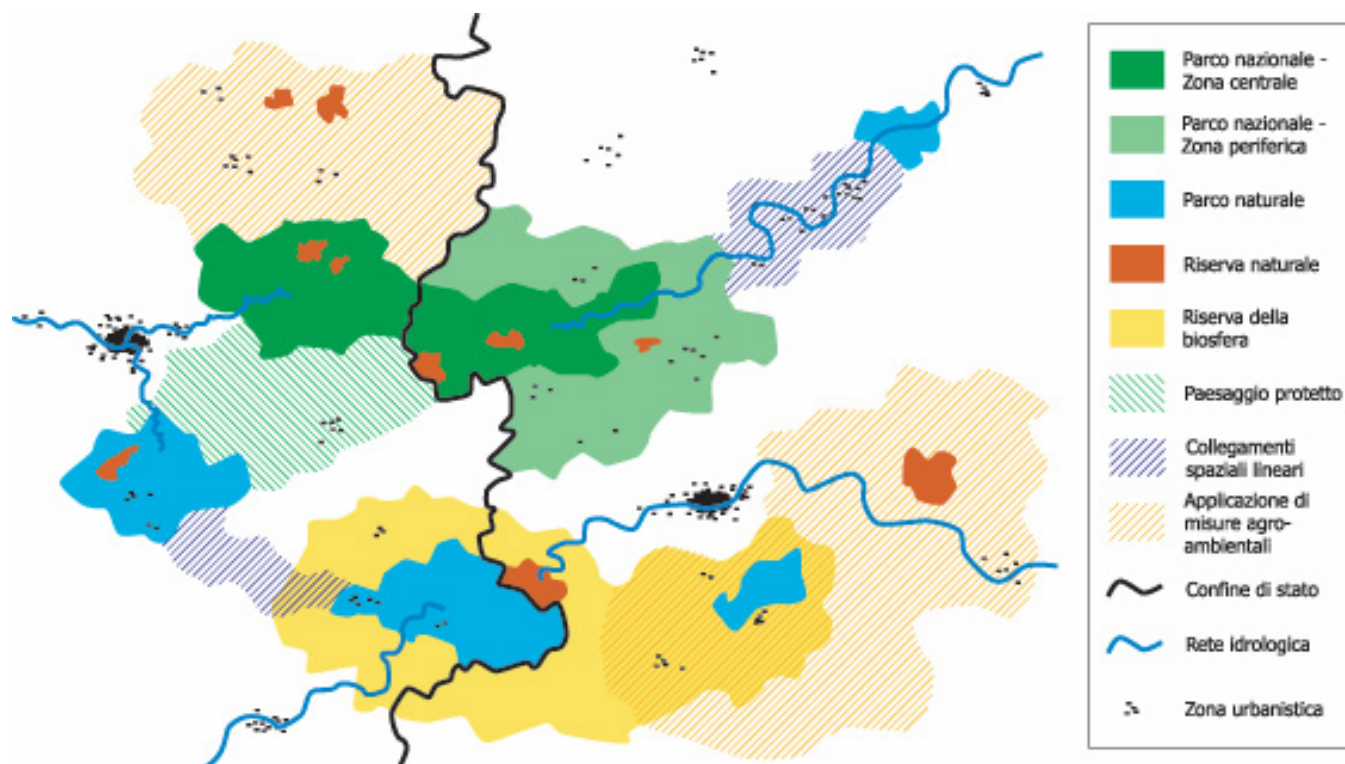 Parco nazionale -
Zona centrale
Parco nazionale -
Zona periferica
Parco naturale
Riserva naturale
Riserva della
biosfera
Paesaggio protetto
Collegamenti
spaziali lineari
Applicazione di
misure agro-
ambientali
Confine di stato
Rete idrologica
Zona urbanistica